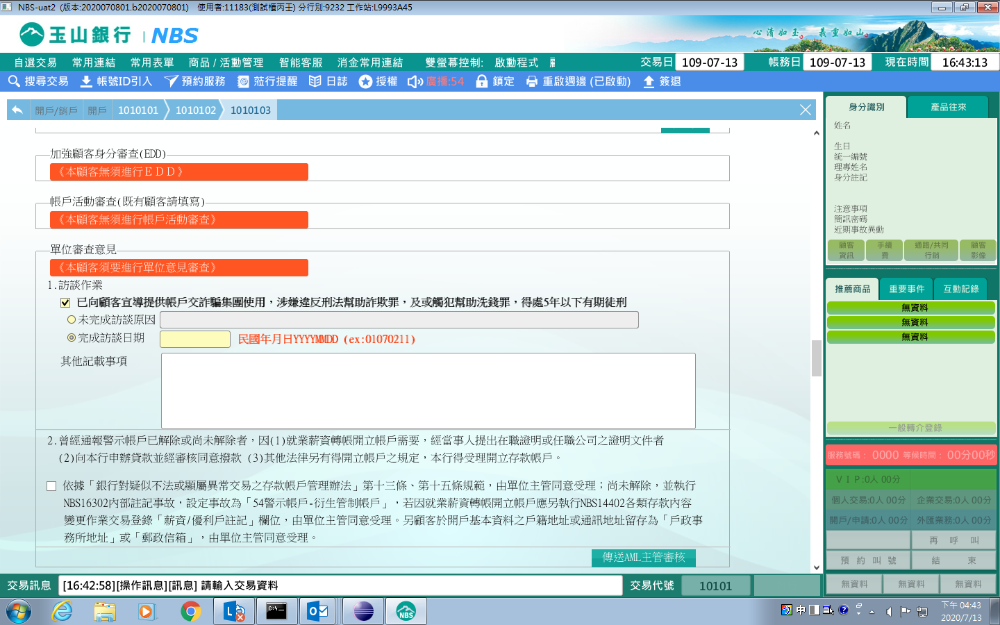 NBS-uat2 (版本:2020070801.b2020070801) 使用者:11183(測試櫃丙壬) 分行別:9232 工作站:L9993A45
玉山銀行 | NBS
心清如玉。義重如山。
自選交易 常用連結 常用表單 商品 / 活動管理 智能客服 消金常用連結 雙螢幕控制: 啟動程式
交易日 109-07-13 帳務日 109-07-13 現在時間 16:43:13
搜尋交易 帳號ID引入 預約服務 蒞行提醒 日誌 授權 廣播:54 鎖定 重啟週邊 (已啟動) 簽退
開戶/銷戶 開戶 1010101 1010102 1010103
加強顧客身分審查(EDD)
《本顧客無須進行ＥＤＤ》
帳戶活動審查(既有顧客請填寫)
《本顧客無須進行帳戶活動審查》
單位審查意見
《本顧客須要進行單位意見審查》
1.訪談作業
已向顧客宣導提供帳戶交詐騙集團使用，涉嫌違反刑法幫助詐欺罪，及或觸犯幫助洗錢罪，得處5年以下有期徒刑
未完成訪談原因
完成訪談日期 民國年月日YYYYMMDD (ex:01070211)
其他記載事項
2.曾經通報警示帳戶已解除或尚未解除者，因(1)就業薪資轉帳開立帳戶需要，經當事人提出在職證明或任職公司之證明文件者
(2)向本行申辦貸款並經審核同意撥款 (3)其他法律另有得開立帳戶之規定，本行得受理開立存款帳戶。
依據「銀行對疑似不法或顯屬異常交易之存款帳戶管理辦法」第十三條、第十五條規範，由單位主管同意受理；尚未解除，並執行
NBS16302內部註記事故，設定事故為「54警示帳戶-衍生管制帳戶」，若因就業薪資轉帳開立帳戶應另執行NBS14402各類存款內容
變更作業交易登錄「薪資/優利戶註記」欄位，由單位主管同意受理。另顧客於開戶基本資料之戶籍地址或通訊地址留存為「戶政事
務所地址」或「郵政信箱」，由單位主管同意受理。
傳送AML主管審核
身分識別 產品往來
姓名
生日
統一編號
理專姓名
身分註記
注意事項
簡訊密碼
近期事故異動
顧客資訊 手續費 通路/共同行銷 顧客影像
推薦商品 重要事件 互動記錄
無資料
無資料
無資料
一般轉介登錄
服務號碼： 0000 等候時間： 00分00秒
ＶＩＰ:0人 00分
個人交易:0人 00分 企業交易:0人 00分
開戶/申請:0人 00分 外匯業務:0人 00分
再 呼 叫
預 約 叫 號 結 束
無資料 無資料 無資料
交易訊息 [16:42:58][操作訊息][訊息] 請輸入交易資料 交易代號 10101
中
下午 04:43
2020/7/13